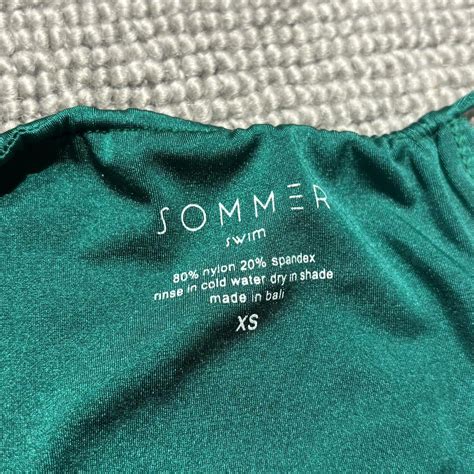 SOMMER
swim
80% nylon 20% spandex
rinse in cold water dry in shade
made in bali
XS